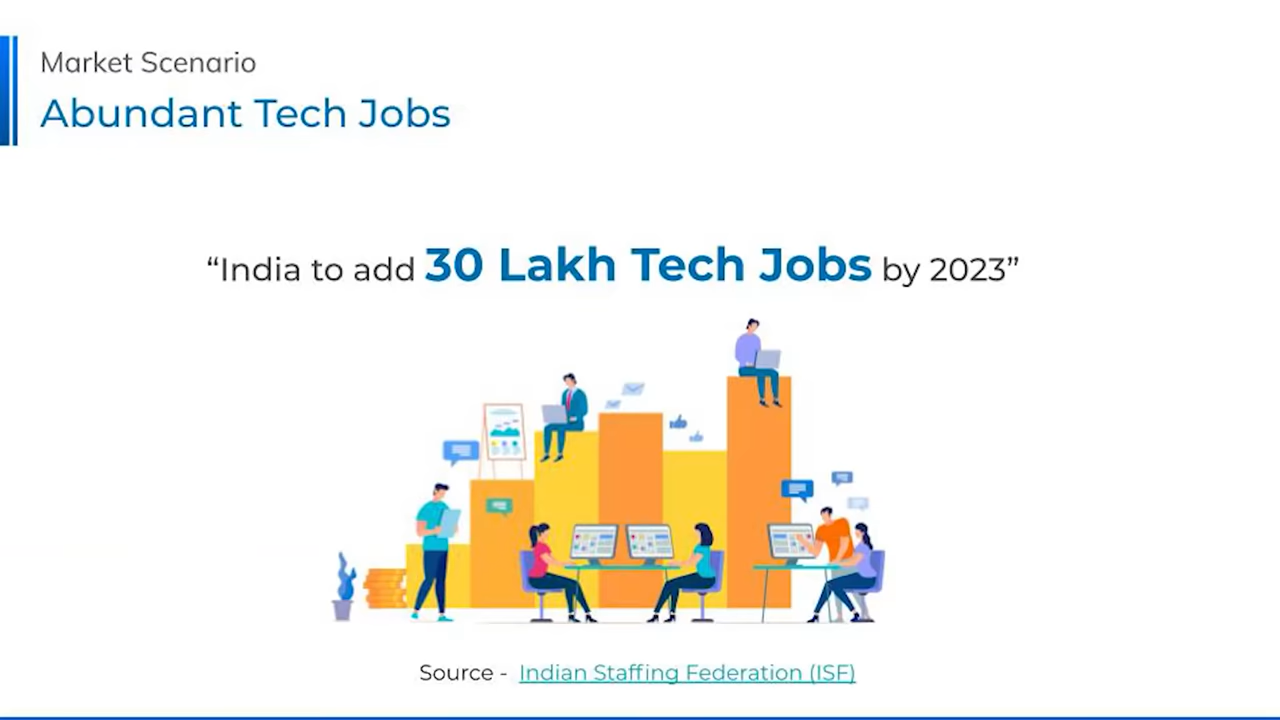 Market Scenario
Abundant Tech Jobs
“India to add 30 Lakh Tech Jobs by 2023”
Source - Indian Staffing Federation (ISF)